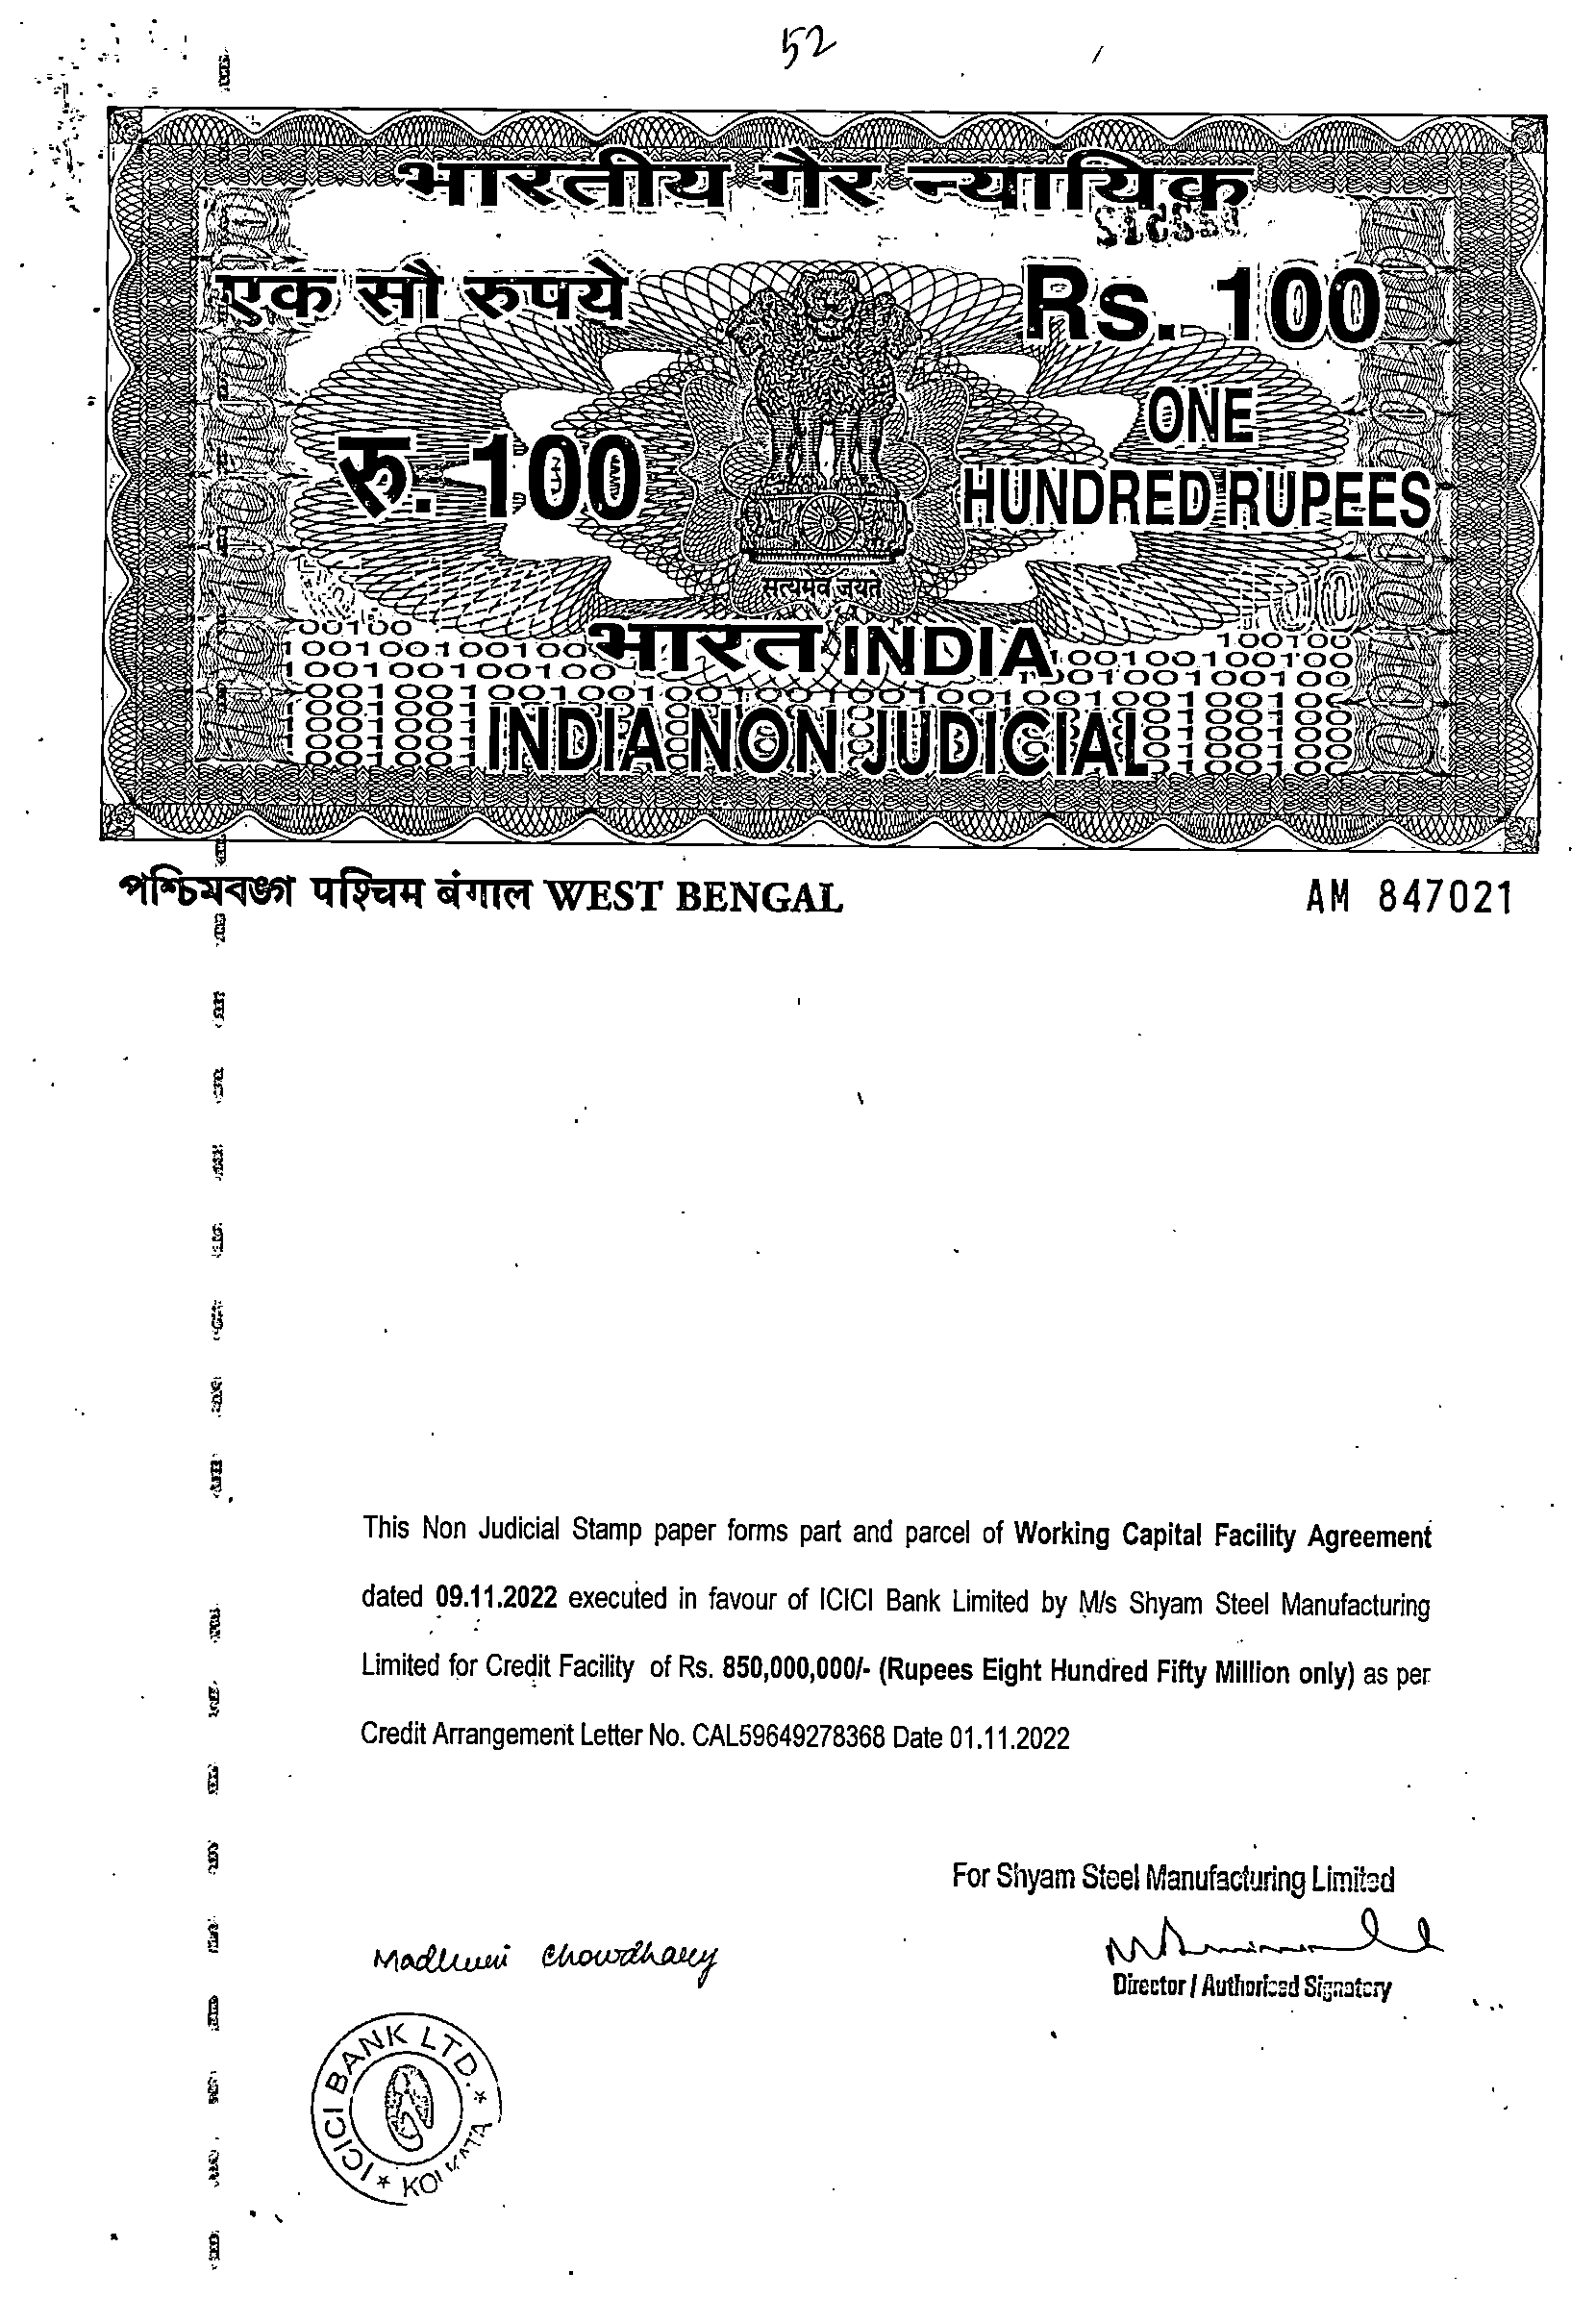 52
भारतीय गैर न्यायिक
एक सौ रुपये
Rs. 100
रु. 100
ONE
HUNDRED RUPEES
सत्यमेव जयते
भारत INDIA
INDIA NON JUDICIAL
পশ্চিমবঙ্গ पश्चिम बंगाल WEST BENGAL
AM 847021
This Non Judicial Stamp paper forms part and parcel of Working Capital Facility Agreement
dated 09.11.2022 executed in favour of ICICI Bank Limited by M/s Shyam Steel Manufacturing
Limited for Credit Facility of Rs. 850,000,000/- (Rupees Eight Hundred Fifty Million only) as per
Credit Arrangement Letter No. CAL59649278368 Date 01.11.2022
For Shyam Steel Manufacturing Limited
Chowdhary
Director / Authorised Signatory
ICICI BANK LTD. * KOLKATA *